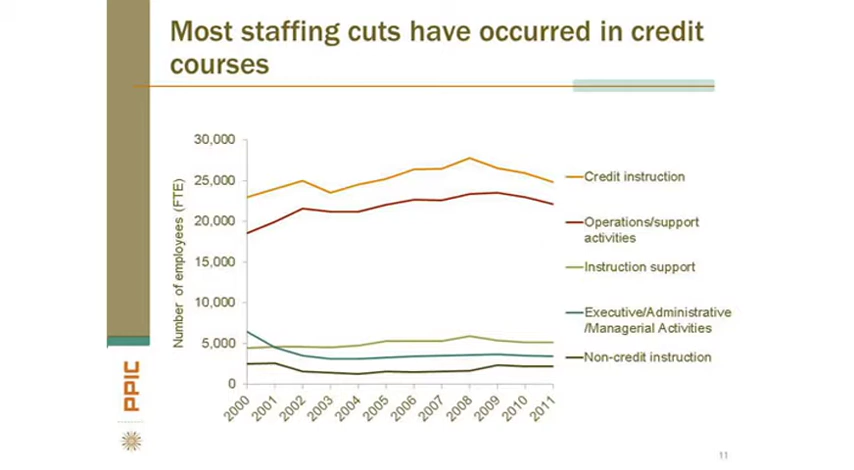 Most staffing cuts have occurred in credit
courses
30,000
25,000
20,000
15,000
10,000
5,000
0
Number of employees (FTE)
2000
2001
2002
2003
2004
2005
2006
2007
2008
2009
2010
2011
Credit instruction
Operations/support
activities
Instruction support
Executive/Administrative
/Managerial Activities
Non-credit instruction
PPIC
11